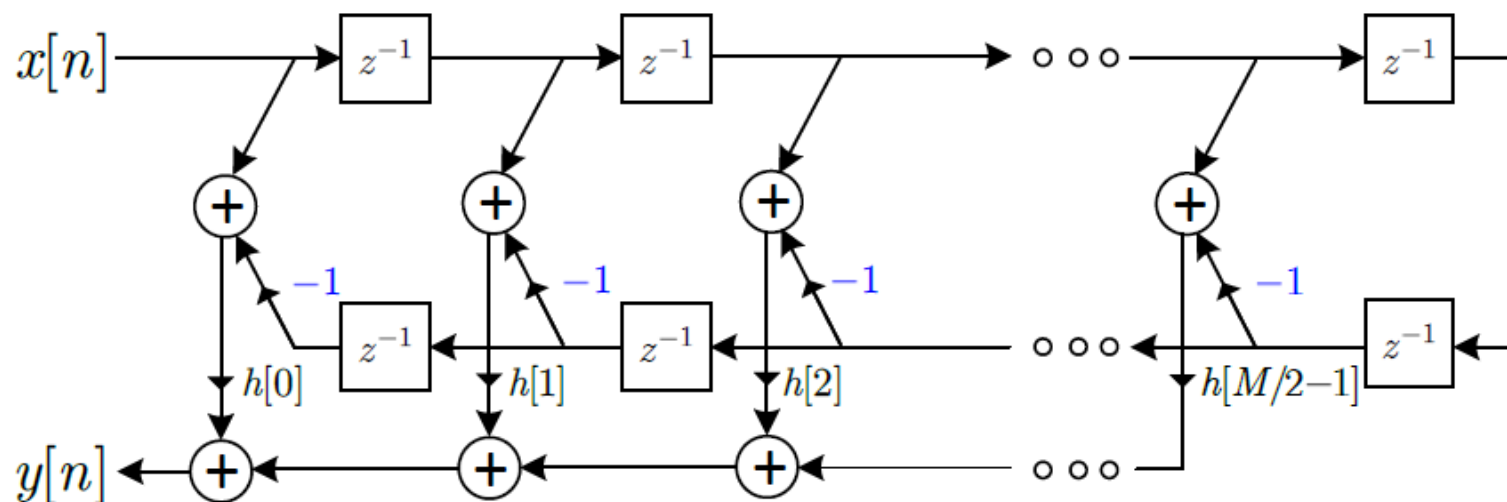 x[n] z⁻¹ z⁻¹ z⁻¹
+ + + +
−1 −1 −1 −1
z⁻¹ z⁻¹ z⁻¹
h[0] h[1] h[2] h[M/2−1]
y[n] + + +